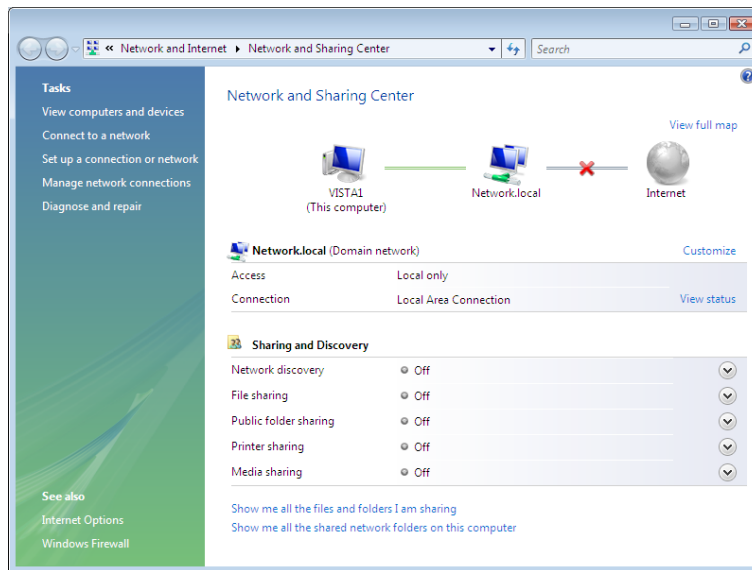 « Network and Internet ▸ Network and Sharing Center
Search
Tasks
View computers and devices
Connect to a network
Set up a connection or network
Manage network connections
Diagnose and repair
See also
Internet Options
Windows Firewall
Network and Sharing Center
View full map
VISTA1
(This computer)
Network.local
Internet
Network.local (Domain network) Customize
Access Local only
Connection Local Area Connection View status
Sharing and Discovery
Network discovery Off
File sharing Off
Public folder sharing Off
Printer sharing Off
Media sharing Off
Show me all the files and folders I am sharing
Show me all the shared network folders on this computer